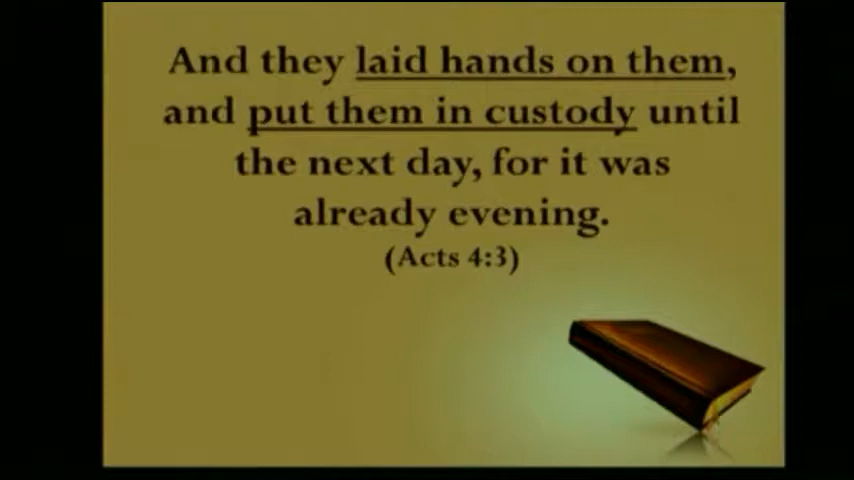 And they laid hands on them,
and put them in custody until
the next day, for it was
already evening.
(Acts 4:3)